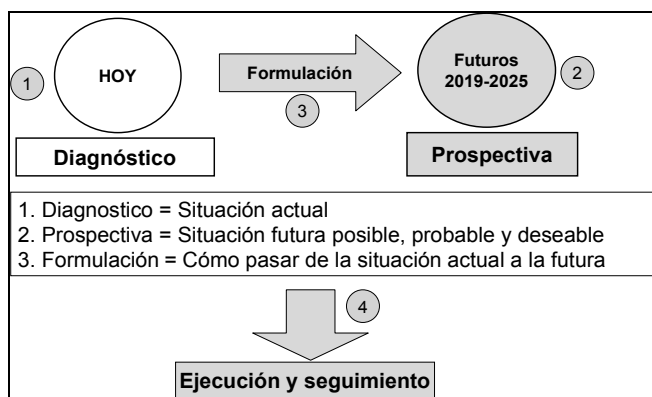 1
HOY
Formulación
3
Futuros
2019-2025
2
Diagnóstico
Prospectiva
1. Diagnostico = Situación actual
2. Prospectiva = Situación futura posible, probable y deseable
3. Formulación = Cómo pasar de la situación actual a la futura
4
Ejecución y seguimiento